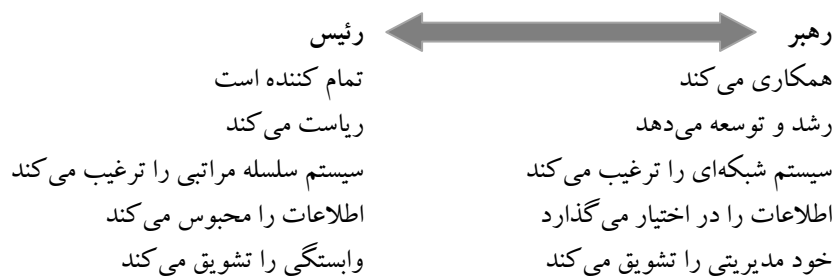 رهبر رئیس
همکاری می‌کند تمام کننده است
رشد و توسعه می‌دهد ریاست می‌کند
سیستم شبکه‌ای را ترغیب می‌کند سیستم سلسله مراتبی را ترغیب می‌کند
اطلاعات را در اختیار می‌گذارد اطلاعات را محبوس می‌کند
خود مدیریتی را تشویق می‌کند وابستگی را تشویق می‌کند